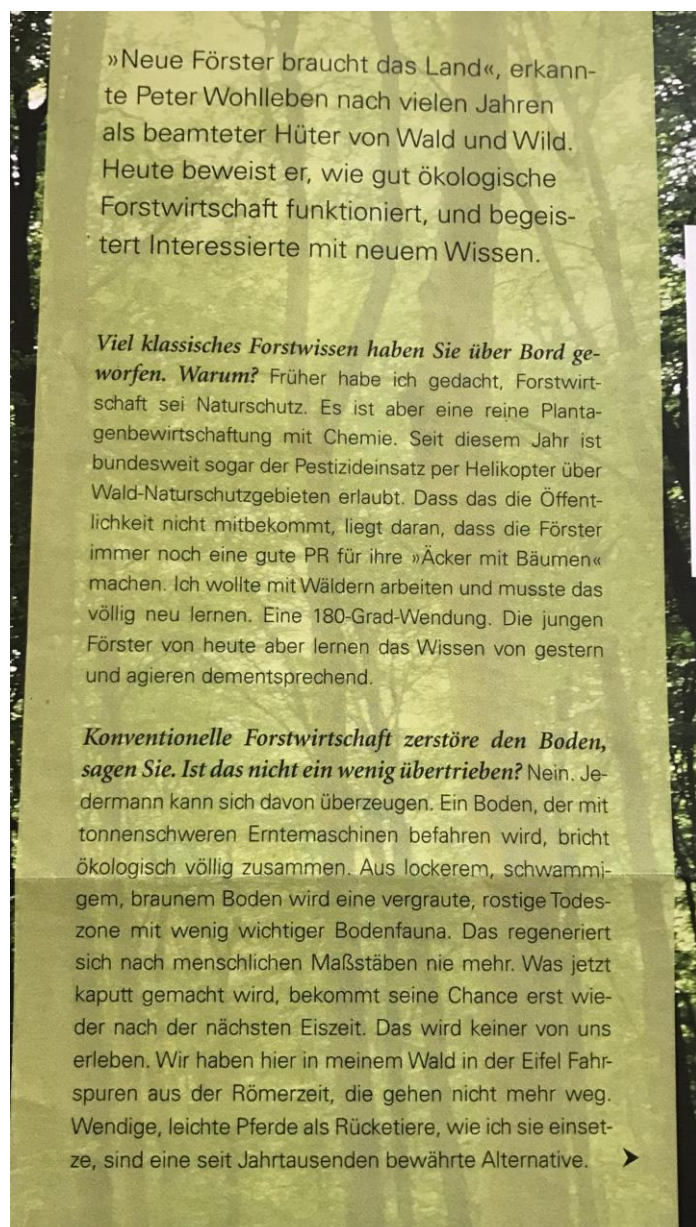 »Neue Förster braucht das Land«, erkann-
te Peter Wohlleben nach vielen Jahren
als beamteter Hüter von Wald und Wild.
Heute beweist er, wie gut ökologische
Forstwirtschaft funktioniert, und begeis-
tert Interessierte mit neuem Wissen.
Viel klassisches Forstwissen haben Sie über Bord ge-
worfen. Warum? Früher habe ich gedacht, Forstwirt-
schaft sei Naturschutz. Es ist aber eine reine Planta-
genbewirtschaftung mit Chemie. Seit diesem Jahr ist
bundesweit sogar der Pestizideinsatz per Helikopter über
Wald-Naturschutzgebieten erlaubt. Dass das die Öffent-
lichkeit nicht mitbekommt, liegt daran, dass die Förster
immer noch eine gute PR für ihre »Äcker mit Bäumen«
machen. Ich wollte mit Wäldern arbeiten und musste das
völlig neu lernen. Eine 180-Grad-Wendung. Die jungen
Förster von heute aber lernen das Wissen von gestern
und agieren dementsprechend.
Konventionelle Forstwirtschaft zerstöre den Boden,
sagen Sie. Ist das nicht ein wenig übertrieben? Nein. Je-
dermann kann sich davon überzeugen. Ein Boden, der mit
tonnenschweren Erntemaschinen befahren wird, bricht
ökologisch völlig zusammen. Aus lockerem, schwammi-
gem, braunem Boden wird eine vergraute, rostige Todes-
zone mit wenig wichtiger Bodenfauna. Das regeneriert
sich nach menschlichen Maßstäben nie mehr. Was jetzt
kaputt gemacht wird, bekommt seine Chance erst wie-
der nach der nächsten Eiszeit. Das wird keiner von uns
erleben. Wir haben hier in meinem Wald in der Eifel Fahr-
spuren aus der Römerzeit, die gehen nicht mehr weg.
Wendige, leichte Pferde als Rücketiere, wie ich sie einset-
ze, sind eine seit Jahrtausenden bewährte Alternative. ➤